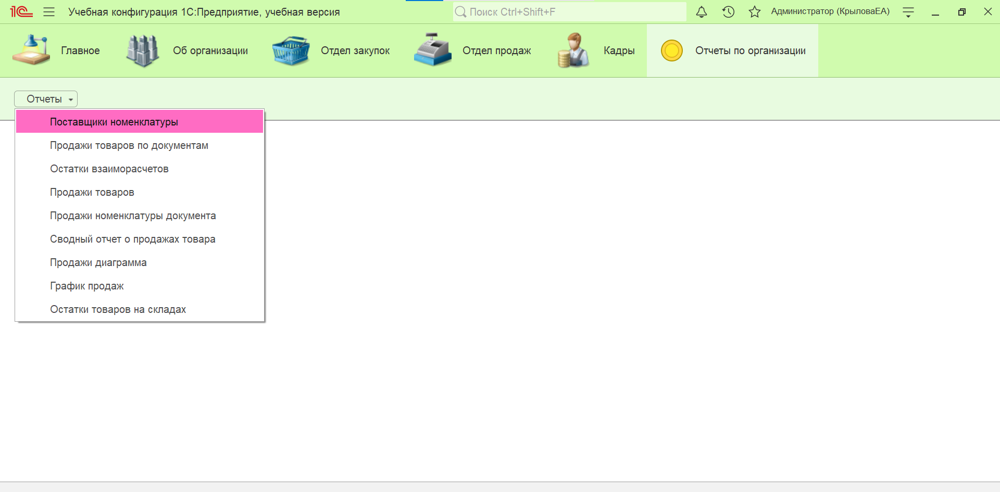 1С Учебная конфигурация 1С:Предприятие, учебная версия Поиск Ctrl+Shift+F Администратор (КрыловаЕА)
Главное Об организации Отдел закупок Отдел продаж Кадры Отчеты по организации
Отчеты
Поставщики номенклатуры
Продажи товаров по документам
Остатки взаиморасчетов
Продажи товаров
Продажи номенклатуры документа
Сводный отчет о продажах товара
Продажи диаграмма
График продаж
Остатки товаров на складах